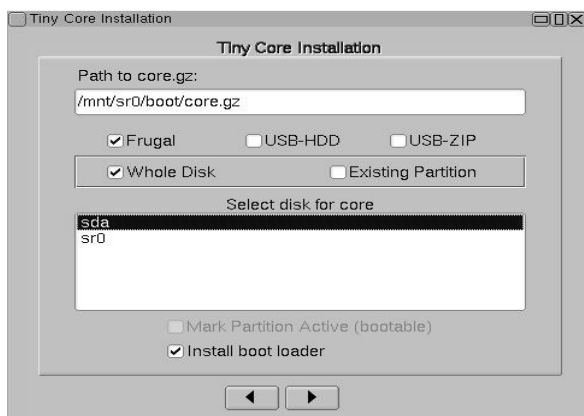 Tiny Core Installation
Tiny Core Installation
Path to core.gz:
/mnt/sr0/boot/core.gz
Frugal USB-HDD USB-ZIP
Whole Disk Existing Partition
Select disk for core
sda
sr0
Mark Partition Active (bootable)
Install boot loader